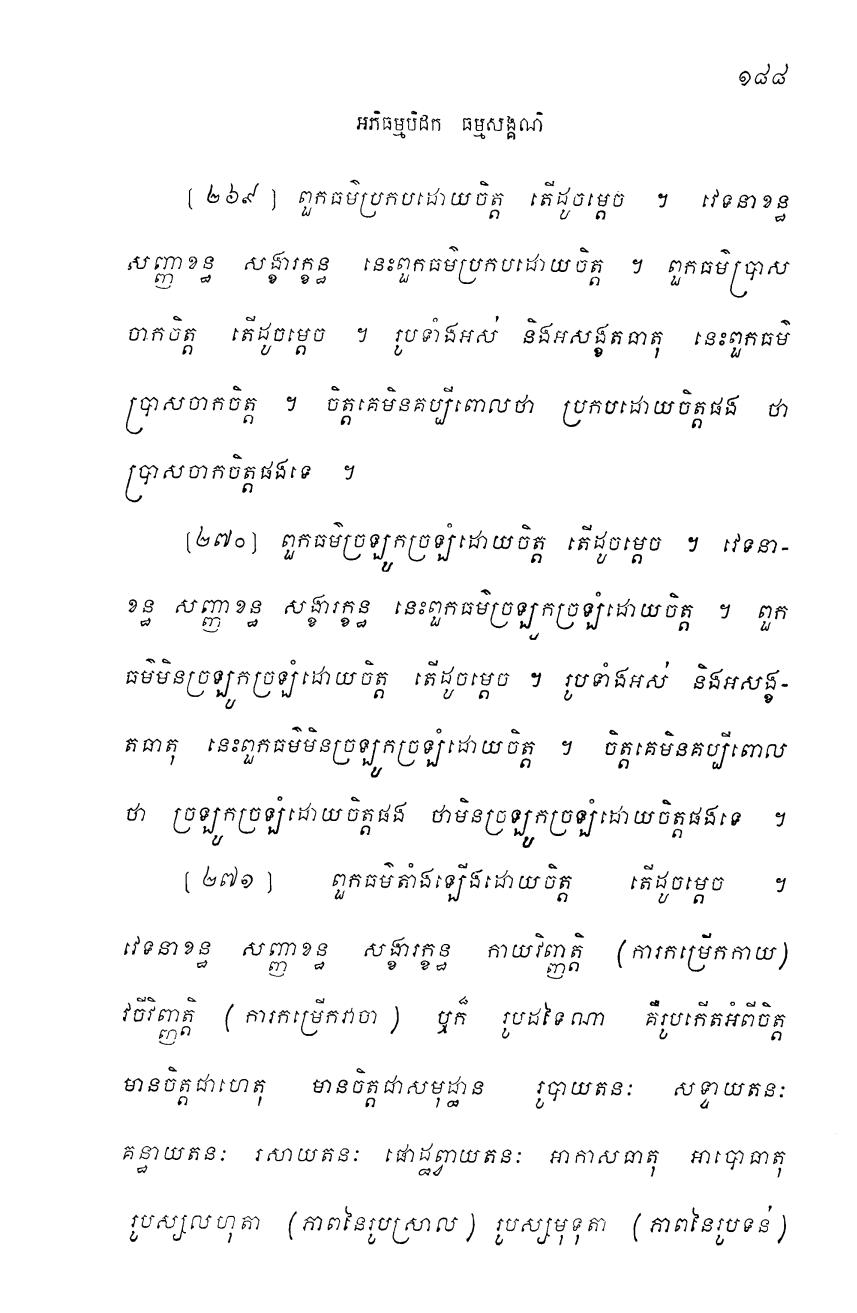 ១៨៨
អភិធម្មបិដក ធម្មសង្គណិ
[ ២៦៩ ] ពួកធម៌ប្រកបដោយចិត្ត តើដូចម្តេច ។ វេទនាខន្ធ
សញ្ញាខន្ធ សង្ខារក្ខន្ធ នេះពួកធម៌ប្រកបដោយចិត្ត ។ ពួកធម៌ប្រាស
ចាកចិត្ត តើដូចម្តេច ។ រូបទាំងអស់ និងអសង្ខតធាតុ នេះពួកធម៌
ប្រាសចាកចិត្ត ។ ចិត្តគេមិនគប្បីពោលថា ប្រកបដោយចិត្តផង ថា
ប្រាសចាកចិត្តផងទេ ។
[២៧០] ពួកធម៌ច្រឡូកច្រឡំដោយចិត្ត តើដូចម្តេច ។ វេទនា-
ខន្ធ សញ្ញាខន្ធ សង្ខារក្ខន្ធ នេះពួកធម៌ច្រឡូកច្រឡំដោយចិត្ត ។ ពួក
ធម៌មិនច្រឡូកច្រឡំដោយចិត្ត តើដូចម្តេច ។ រូបទាំងអស់ និងអសង្ខ-
តធាតុ នេះពួកធម៌មិនច្រឡូកច្រឡំដោយចិត្ត ។ ចិត្តគេមិនគប្បីពោល
ថា ច្រឡូកច្រឡំដោយចិត្តផង ថាមិនច្រឡូកច្រឡំដោយចិត្តផងទេ ។
[ ២៧១ ] ពួកធម៌តាំងឡើងដោយចិត្ត តើដូចម្តេច ។
វេទនាខន្ធ សញ្ញាខន្ធ សង្ខារក្ខន្ធ កាយវិញ្ញត្តិ (ការកម្រើកកាយ)
វចីវិញ្ញត្តិ ( ការកម្រើកវាចា ) ឬក៏ រូបដទៃណា គឺរូបកើតអំពីចិត្ត
មានចិត្តជាហេតុ មានចិត្តជាសមុដ្ឋាន រូបាយតនៈ សទ្ទាយតនៈ
គន្ធាយតនៈ រសាយតនៈ ផោដ្ឋព្វាយតនៈ អាកាសធាតុ អាបោធាតុ
រូបស្សលហុតា (ភាពនៃរូបស្រាល ) រូបស្សមុទុតា ( ភាពនៃរូបទន់ )